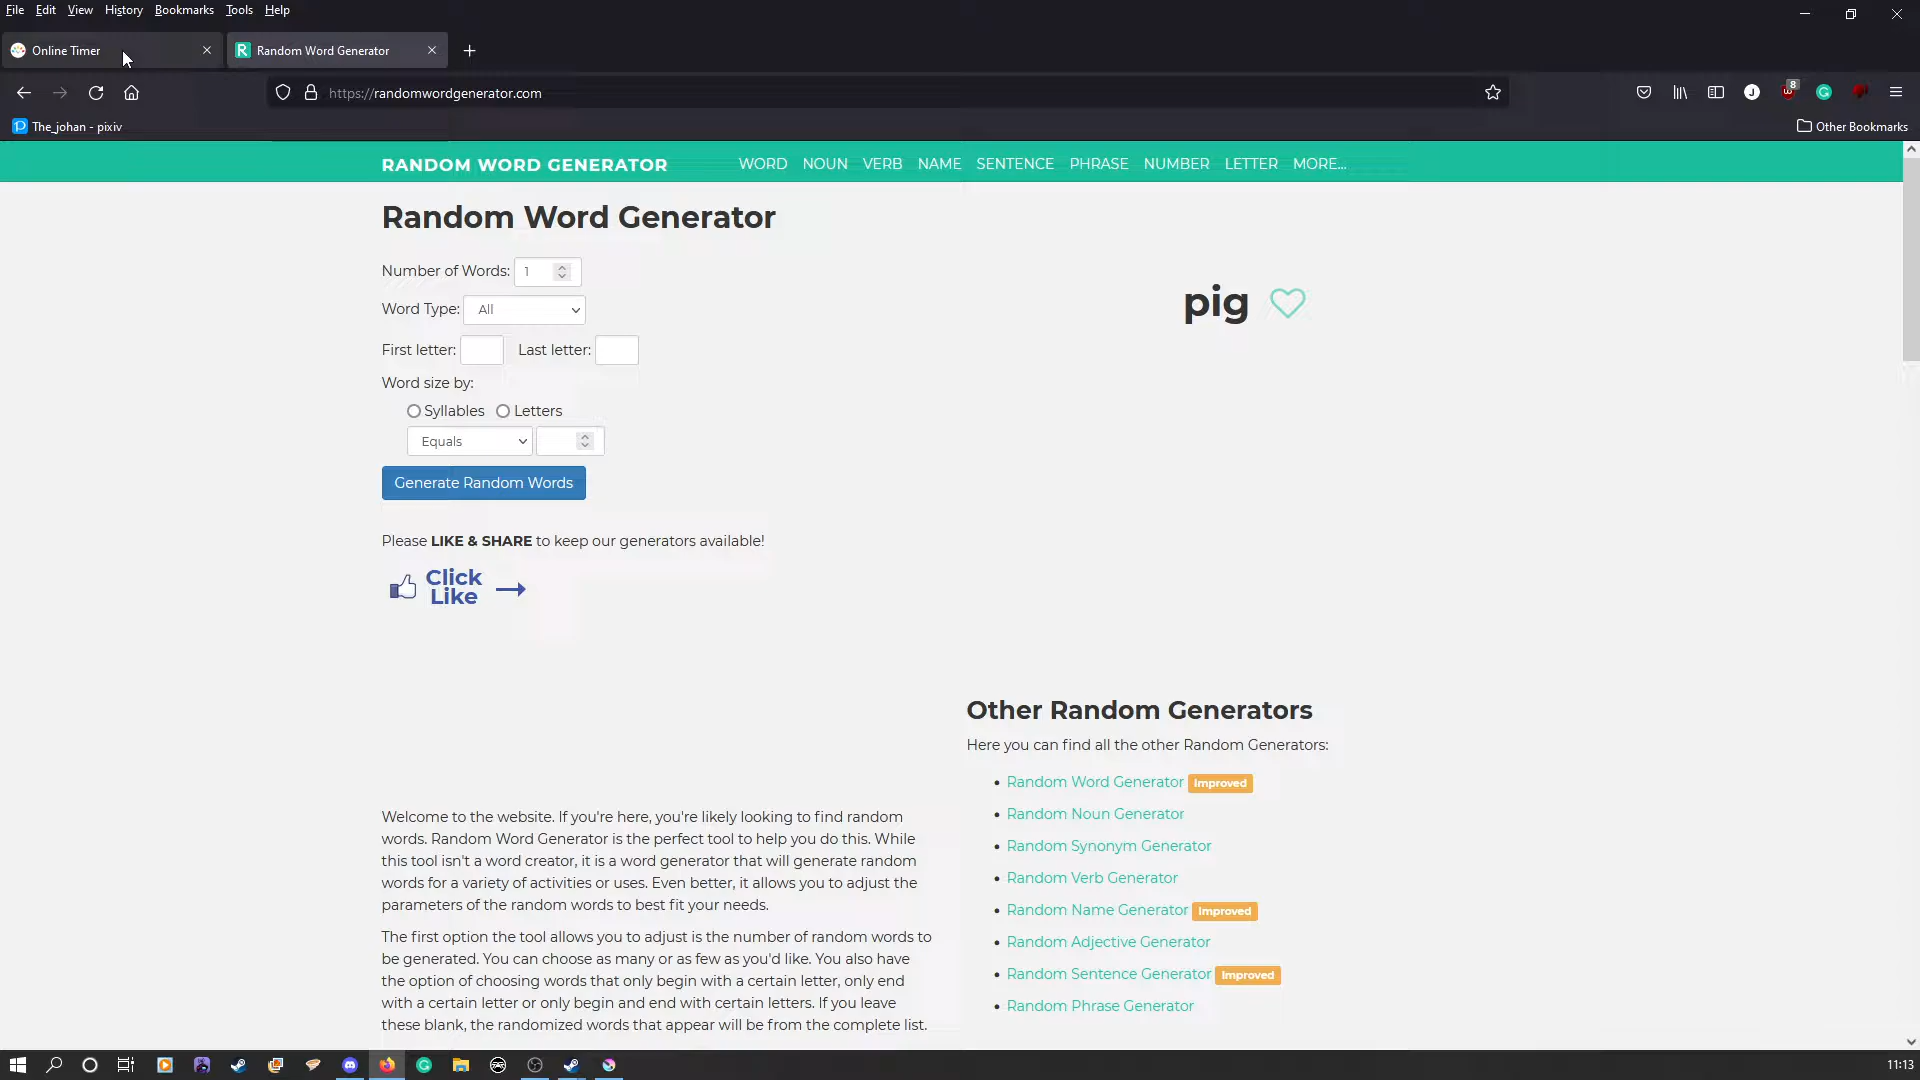 File Edit View History Bookmarks Tools Help
Online Timer
Random Word Generator
https://randomwordgenerator.com
8
The_johan - pixiv
Other Bookmarks
RANDOM WORD GENERATOR WORD NOUN VERB NAME SENTENCE PHRASE NUMBER LETTER MORE...
Random Word Generator
Number of Words: 1
Word Type: All
First letter: Last letter:
Word size by:
Syllables Letters
Equals
Generate Random Words
pig
Please LIKE & SHARE to keep our generators available!
Click
Like
Welcome to the website. If you're here, you're likely looking to find random
words. Random Word Generator is the perfect tool to help you do this. While
this tool isn't a word creator, it is a word generator that will generate random
words for a variety of activities or uses. Even better, it allows you to adjust the
parameters of the random words to best fit your needs.
The first option the tool allows you to adjust is the number of random words to
be generated. You can choose as many or as few as you'd like. You also have
the option of choosing words that only begin with a certain letter, only end
with a certain letter or only begin and end with certain letters. If you leave
these blank, the randomized words that appear will be from the complete list.
Other Random Generators
Here you can find all the other Random Generators:
Random Word Generator Improved
Random Noun Generator
Random Synonym Generator
Random Verb Generator
Random Name Generator Improved
Random Adjective Generator
Random Sentence Generator Improved
Random Phrase Generator
11:13